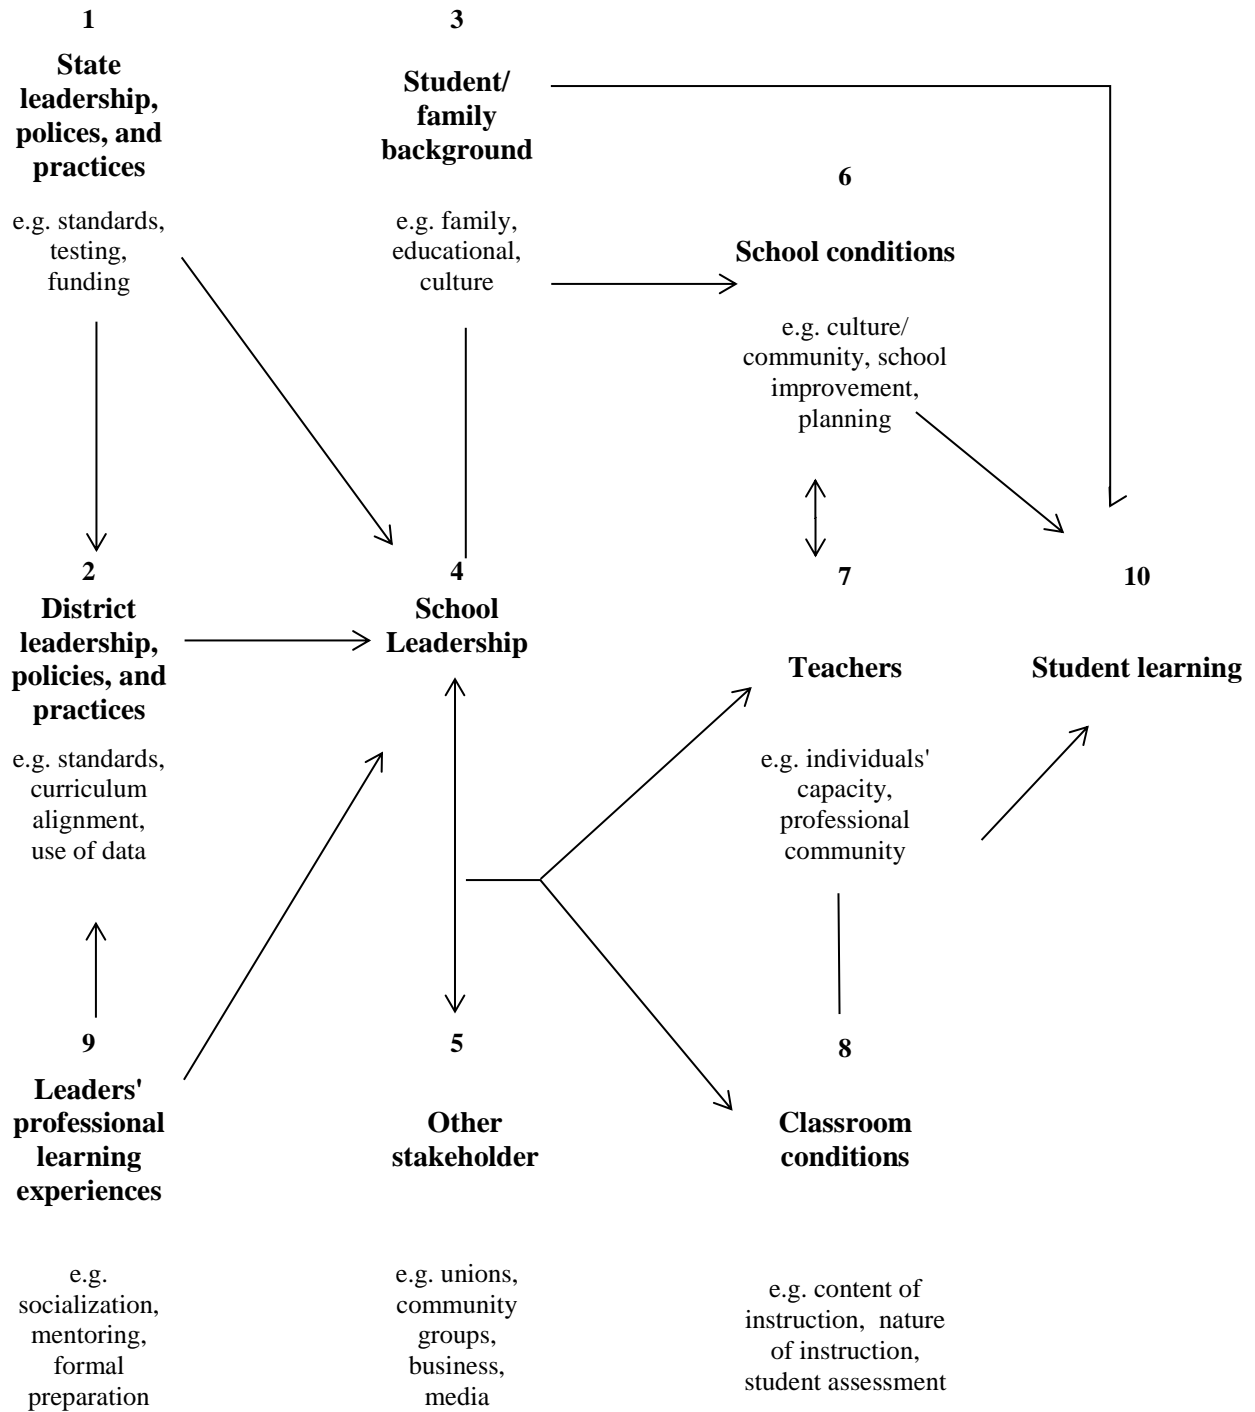 1
State
leadership,
polices, and
practices
e.g. standards,
testing,
funding
3
Student/
family
background
e.g. family,
educational,
culture
6
School conditions
e.g. culture/
community, school
improvement,
planning
2
District
leadership,
policies, and
practices
e.g. standards,
curriculum
alignment,
use of data
4
School
Leadership
7
Teachers
e.g. individuals'
capacity,
professional
community
10
Student learning
9
Leaders'
professional
learning
experiences
e.g.
socialization,
mentoring,
formal
preparation
5
Other
stakeholder
e.g. unions,
community
groups,
business,
media
8
Classroom
conditions
e.g. content of
instruction, nature
of instruction,
student assessment